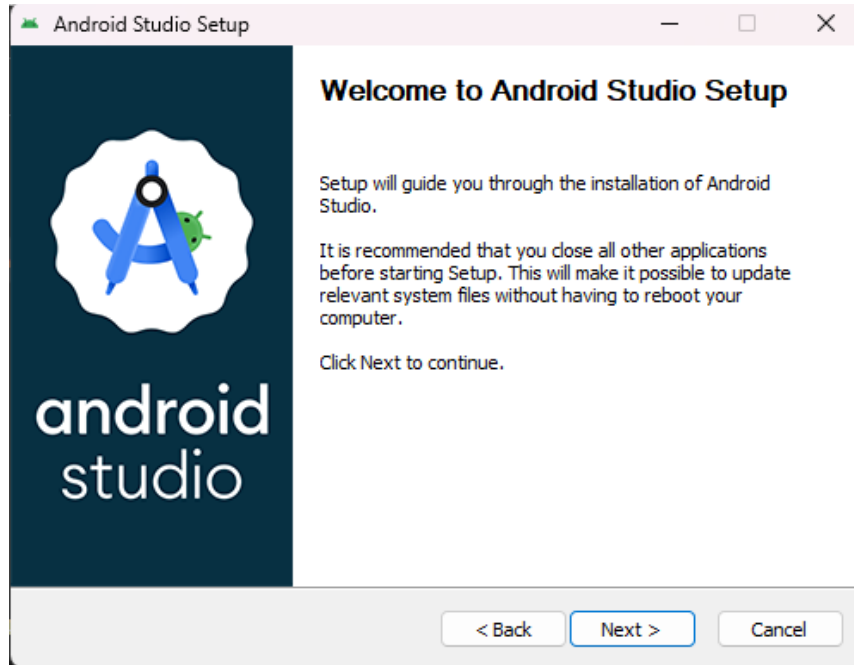 Android Studio Setup
Welcome to Android Studio Setup
Setup will guide you through the installation of Android
Studio.
It is recommended that you close all other applications
before starting Setup. This will make it possible to update
relevant system files without having to reboot your
computer.
Click Next to continue.
android
studio
< Back
Next >
Cancel